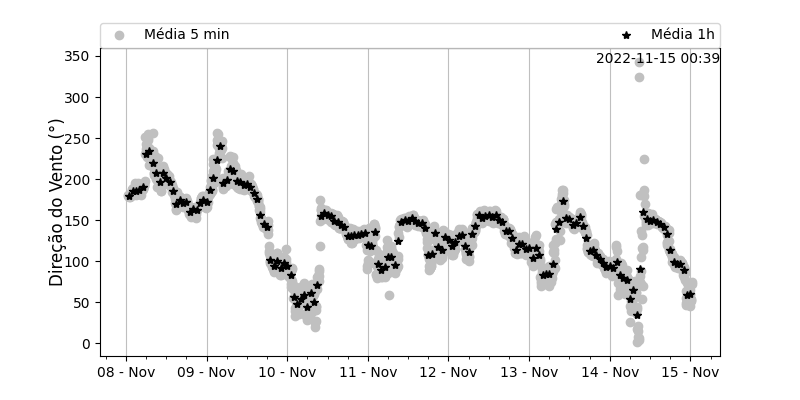 Média 5 min
Média 1h
2022-11-15 00:39
Direção do Vento (°)
350
300
250
200
150
100
50
0
08 - Nov
09 - Nov
10 - Nov
11 - Nov
12 - Nov
13 - Nov
14 - Nov
15 - Nov